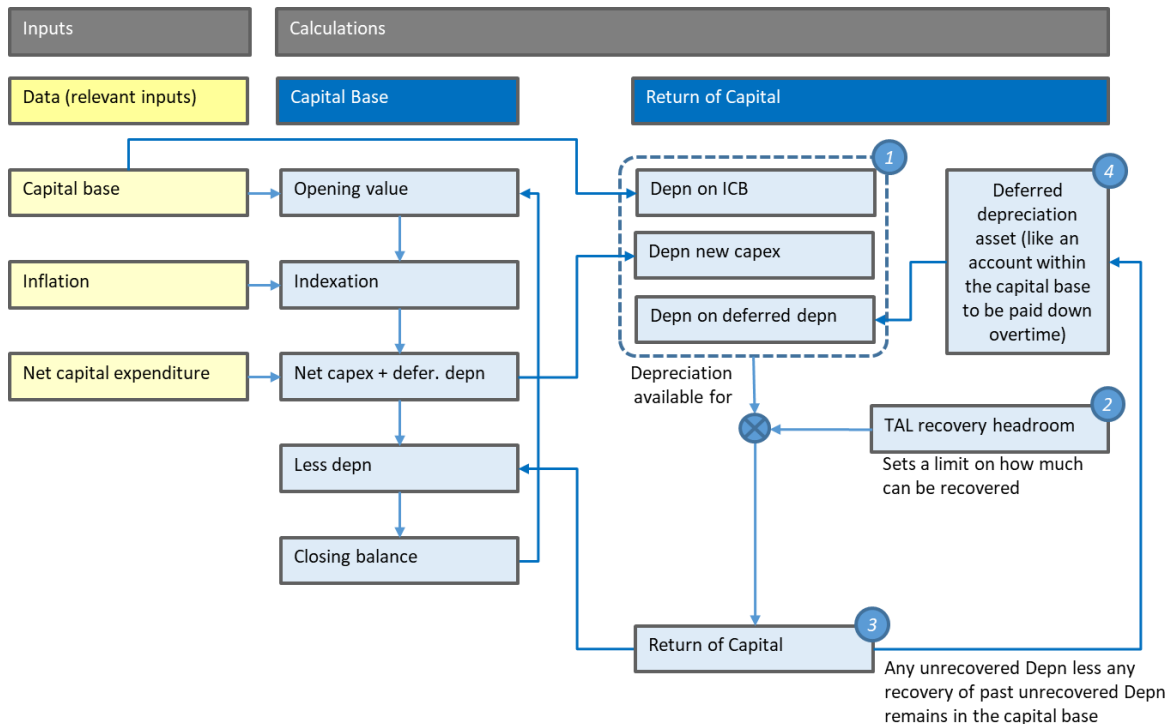 Inputs
Calculations
Data (relevant inputs)
Capital Base
Return of Capital
Capital base
Opening value
Depn on ICB
1
4
Deferred
depreciation
asset (like an
account within
the capital base
to be paid down
overtime)
Depn new capex
Inflation
Indexation
Depn on deferred depn
Net capital expenditure
Net capex + defer. depn
Depreciation
available for
2
TAL recovery headroom
Sets a limit on how much
can be recovered
Less depn
Closing balance
3
Return of Capital
Any unrecovered Depn less any
recovery of past unrecovered Depn
remains in the capital base